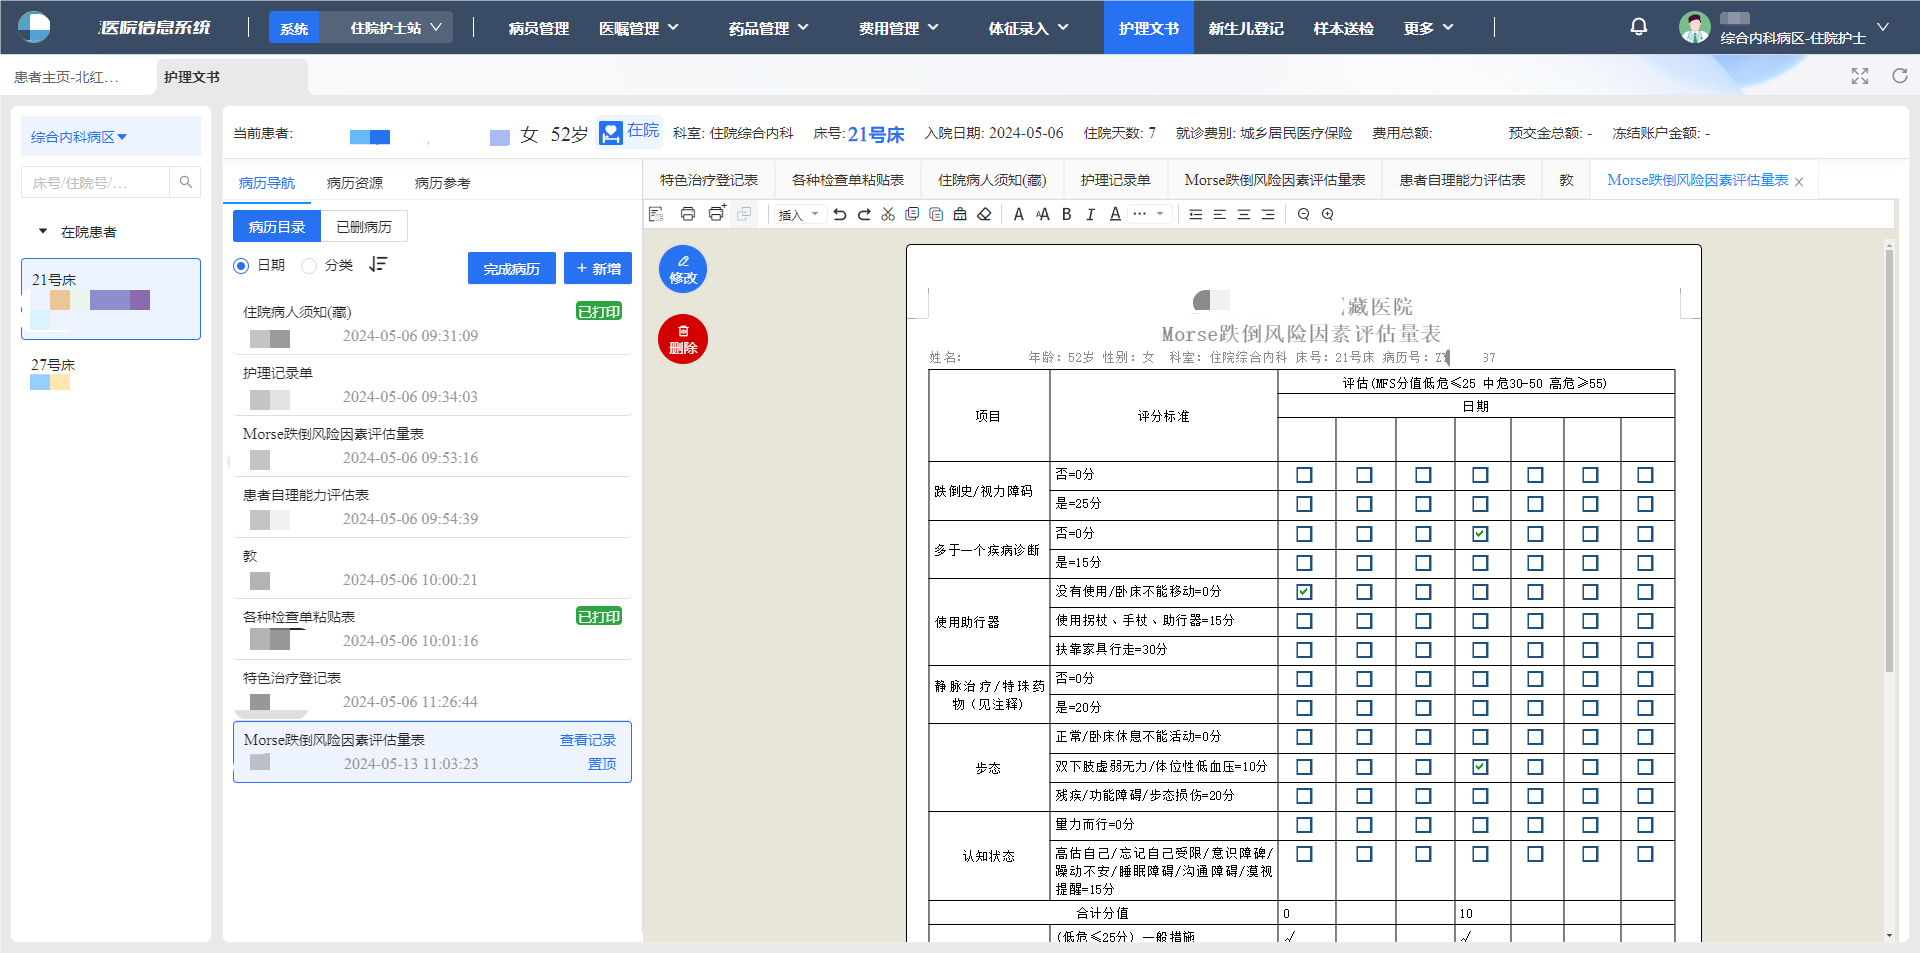 医院信息系统 系统 住院护士站 病员管理 医嘱管理 药品管理 费用管理 体征录入 护理文书 新生儿登记 样本送检 更多
综合内科病区-住院护士
患者主页-北红... 护理文书
综合内科病区
床号/住院号/...
在院患者
21号床
27号床
当前患者: 女 52岁 在院 科室: 住院综合内科 床号: 21号床 入院日期: 2024-05-06 住院天数: 7 就诊费别: 城乡居民医疗保险 费用总额: 预交金总额: - 冻结账户金额: -
病历导航 病历资源 病历参考
病历目录 已删病历
日期 分类 完成病历 + 新增
住院病人须知(藏) 已打印
2024-05-06 09:31:09
护理记录单
2024-05-06 09:34:03
Morse跌倒风险因素评估量表
2024-05-06 09:53:16
患者自理能力评估表
2024-05-06 09:54:39
教
2024-05-06 10:00:21
各种检查单粘贴表 已打印
2024-05-06 10:01:16
特色治疗登记表
2024-05-06 11:26:44
Morse跌倒风险因素评估量表 查看记录
2024-05-13 11:03:23 置顶
特色治疗登记表 各种检查单粘贴表 住院病人须知(藏) 护理记录单 Morse跌倒风险因素评估量表 患者自理能力评估表 教 Morse跌倒风险因素评估量表 ×
插入 A AA B I A ...
修改
删除
藏医院
Morse跌倒风险因素评估量表
姓名: 年龄: 52岁 性别: 女 科室: 住院综合内科 床号: 21号床 病历号: ZY 87
项目 评分标准 评估(MFS分值低危≤25 中危30-50 高危≥55)
日期
跌倒史/视力障码 否=0分
是=25分
多于一个疾病诊断 否=0分
是=15分
使用助行器 没有使用/卧床不能移动=0分
使用拐杖、手杖、助行器=15分
扶靠家具行走=30分
静脉治疗/特殊药物（见注释） 否=0分
是=20分
步态 正常/卧床休息不能活动=0分
双下肢虚弱无力/体位性低血压=10分
残疾/功能障碍/步态损伤=20分
认知状态 量力而行=0分
高估自己/忘记自己受限/意识障碑/
躁动不安/睡眠障碍/沟通障碍/漠视
提醒=15分
合计分值 0 10
(低危≤25分) 一般措施 √ √